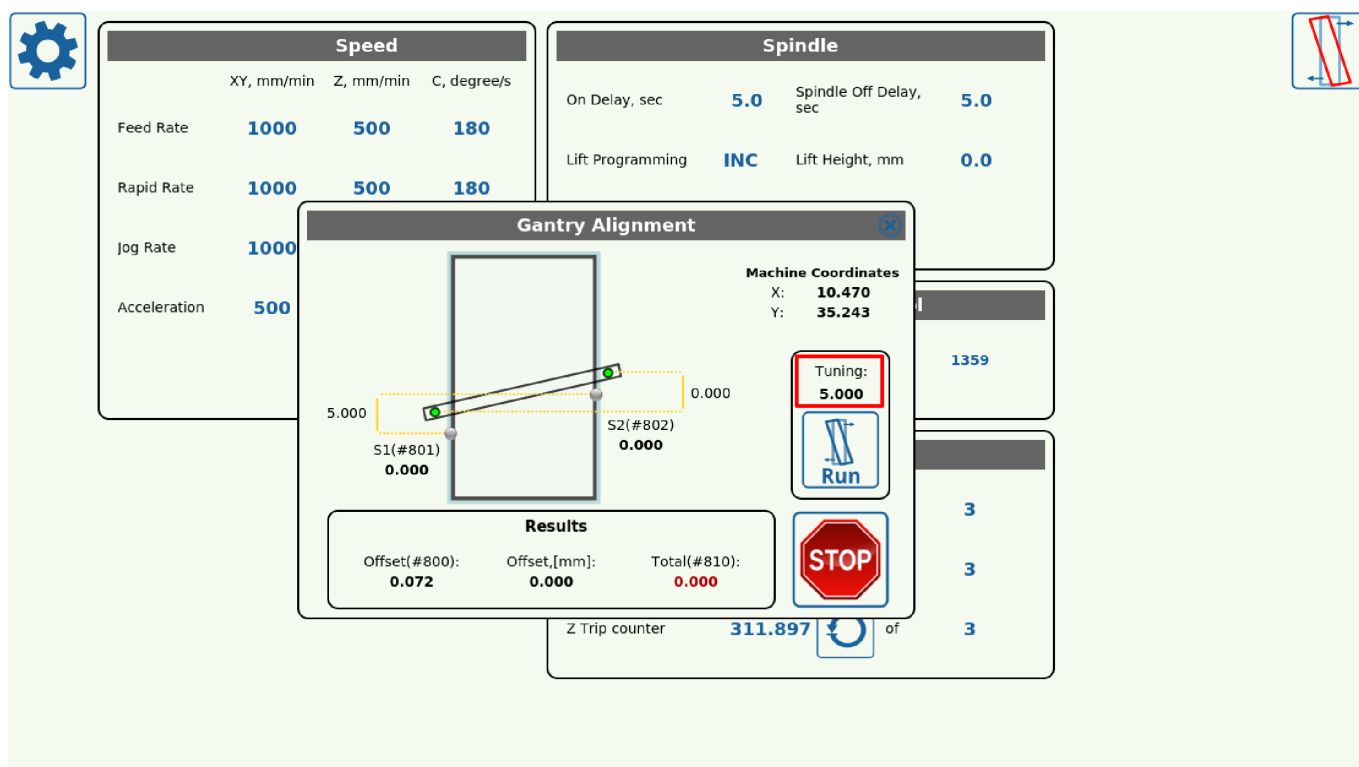 Speed
XY, mm/min Z, mm/min C, degree/s
Feed Rate 1000 500 180
Rapid Rate 1000 500 180
Jog Rate 1000
Acceleration 500
Spindle
On Delay, sec 5.0 Spindle Off Delay, sec 5.0
Lift Programming INC Lift Height, mm 0.0
1359
3
3
Z Trip counter 311.897 of 3
Gantry Alignment
Machine Coordinates
X: 10.470
Y: 35.243
5.000
0.000
S1(#801)
0.000
S2(#802)
0.000
Tuning:
5.000
Run
STOP
Results
Offset(#800): Offset,[mm]: Total(#810):
0.072 0.000 0.000